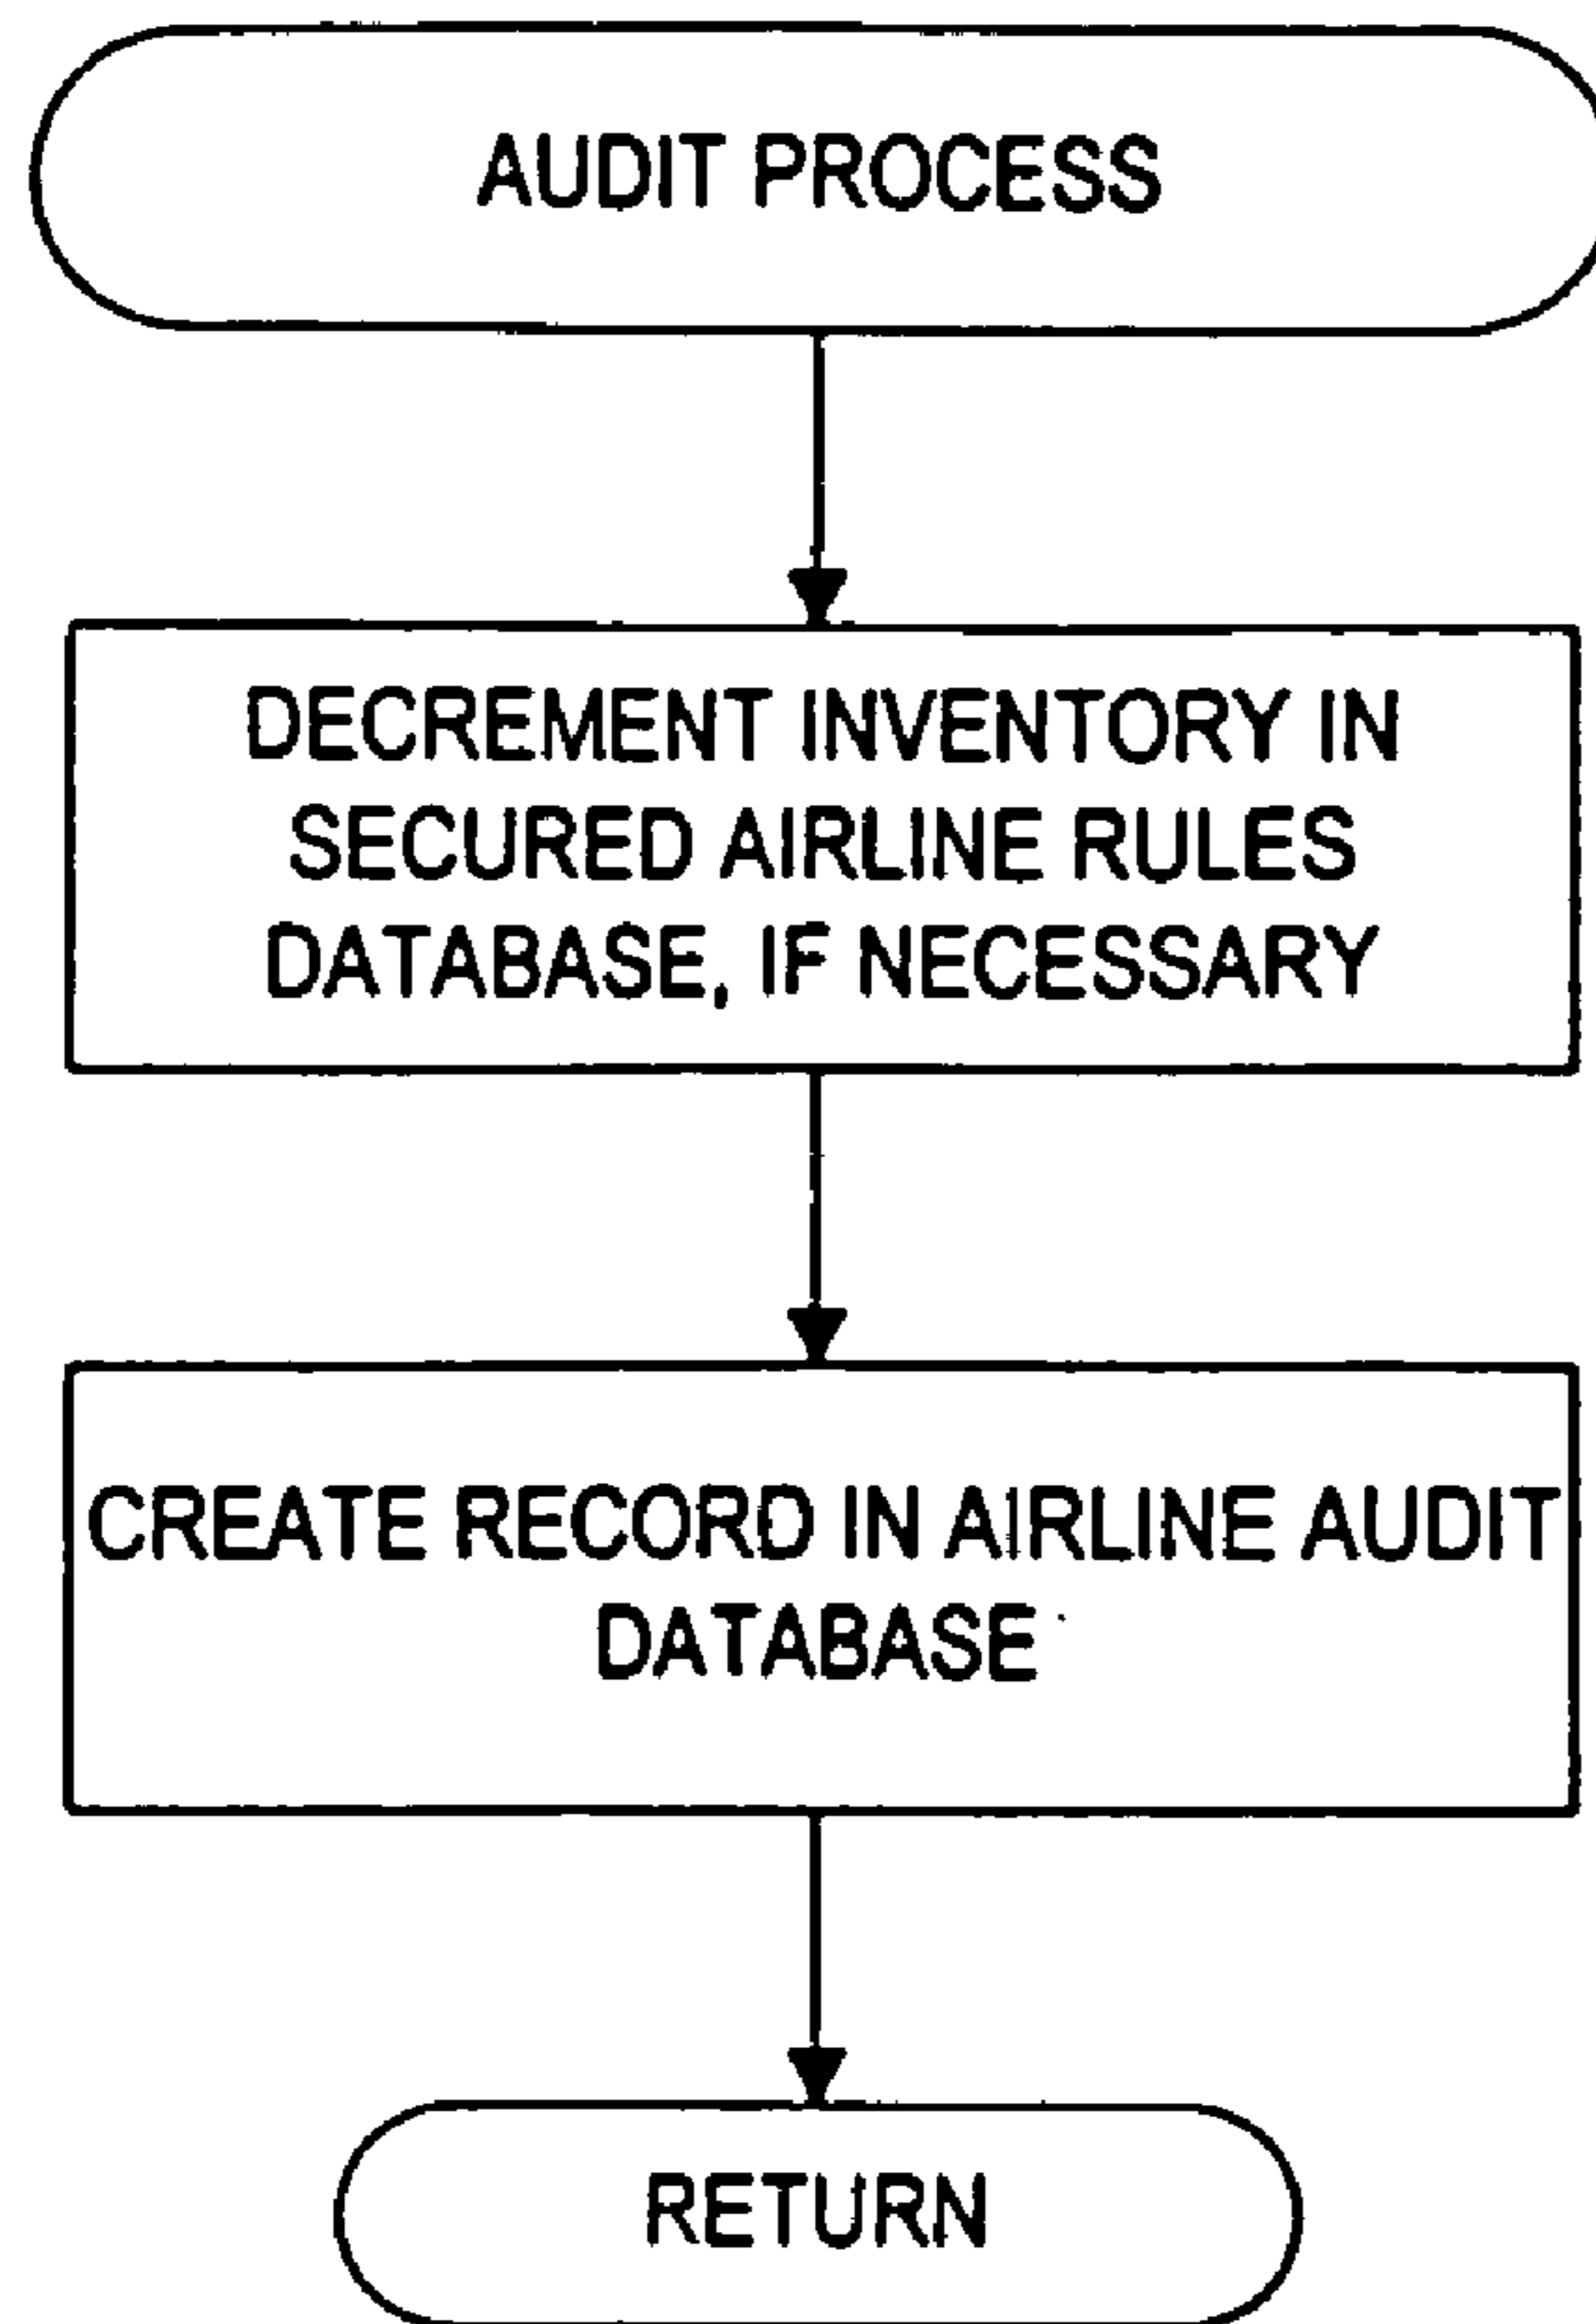 AUDIT PROCESS
DECREMENT INVENTORY IN
SECURED AIRLINE RULES
DATABASE, IF NECESSARY
CREATE RECORD IN AIRLINE AUDIT
DATABASE
RETURN